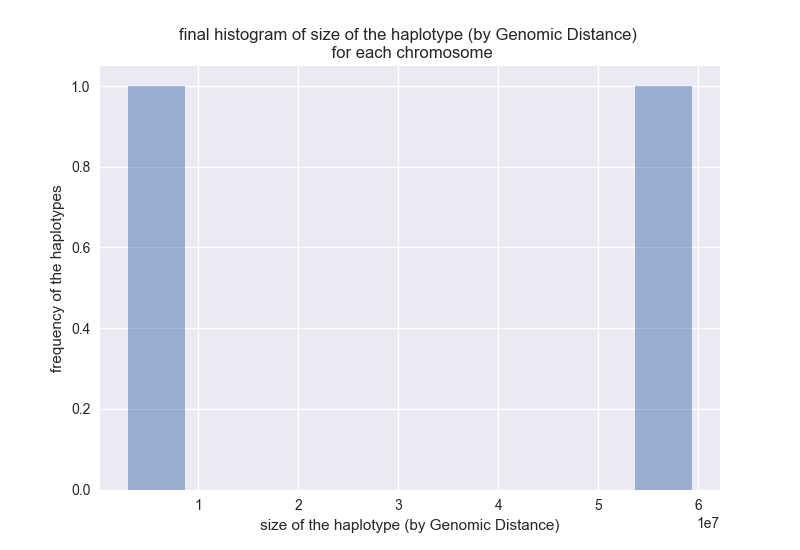 final histogram of size of the haplotype (by Genomic Distance)
for each chromosome
frequency of the haplotypes
1.0
0.8
0.6
0.4
0.2
0.0
1 2 3 4 5 6
1e7
size of the haplotype (by Genomic Distance)